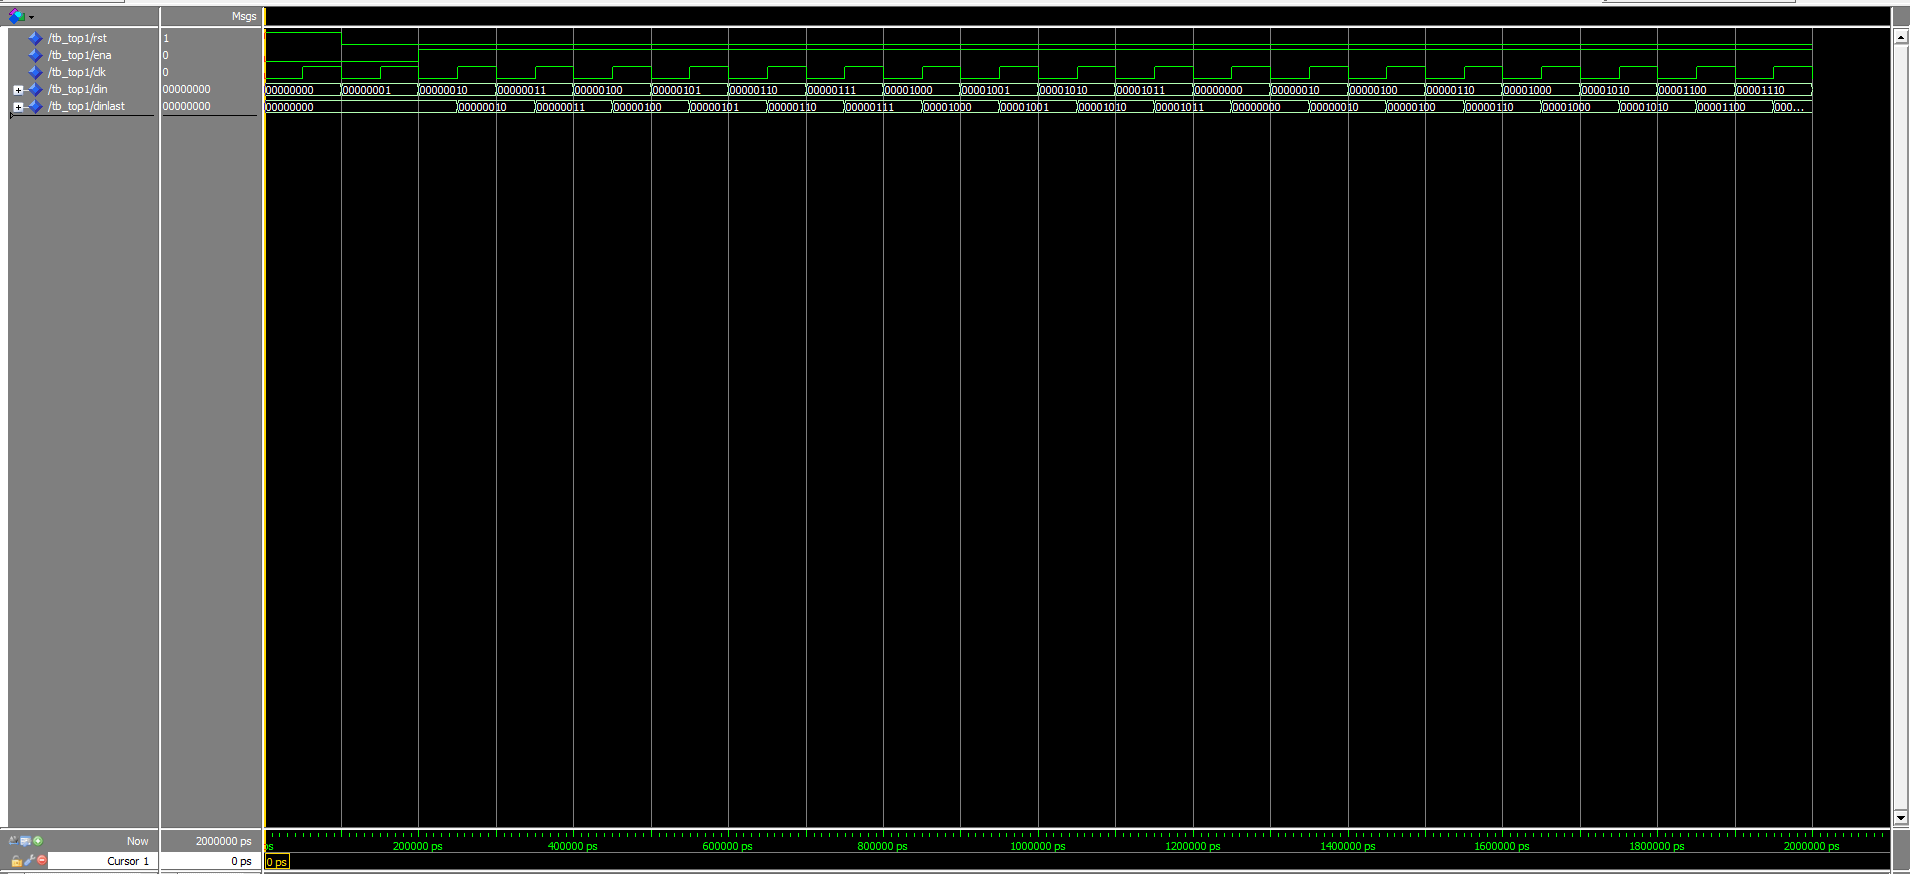 Msgs
/tb_top1/rst 1
/tb_top1/ena 0
/tb_top1/clk 0
/tb_top1/din 00000000 00000000 00000001 00000010 00000011 00000100 00000101 00000110 00000111 00001000 00001001 00001010 00001011 00000000 00000010 00000100 00000110 00001000 00001010 00001100 00001110
/tb_top1/dinlast 00000000 00000000 00000010 00000011 00000100 00000101 00000110 00000111 00001000 00001001 00001010 00001011 00000000 00000010 00000100 00000110 00001000 00001010 00001100 000...
Now 2000000 ps ps 200000 ps 400000 ps 600000 ps 800000 ps 1000000 ps 1200000 ps 1400000 ps 1600000 ps 1800000 ps 2000000 ps
Cursor 1 0 ps 0 ps